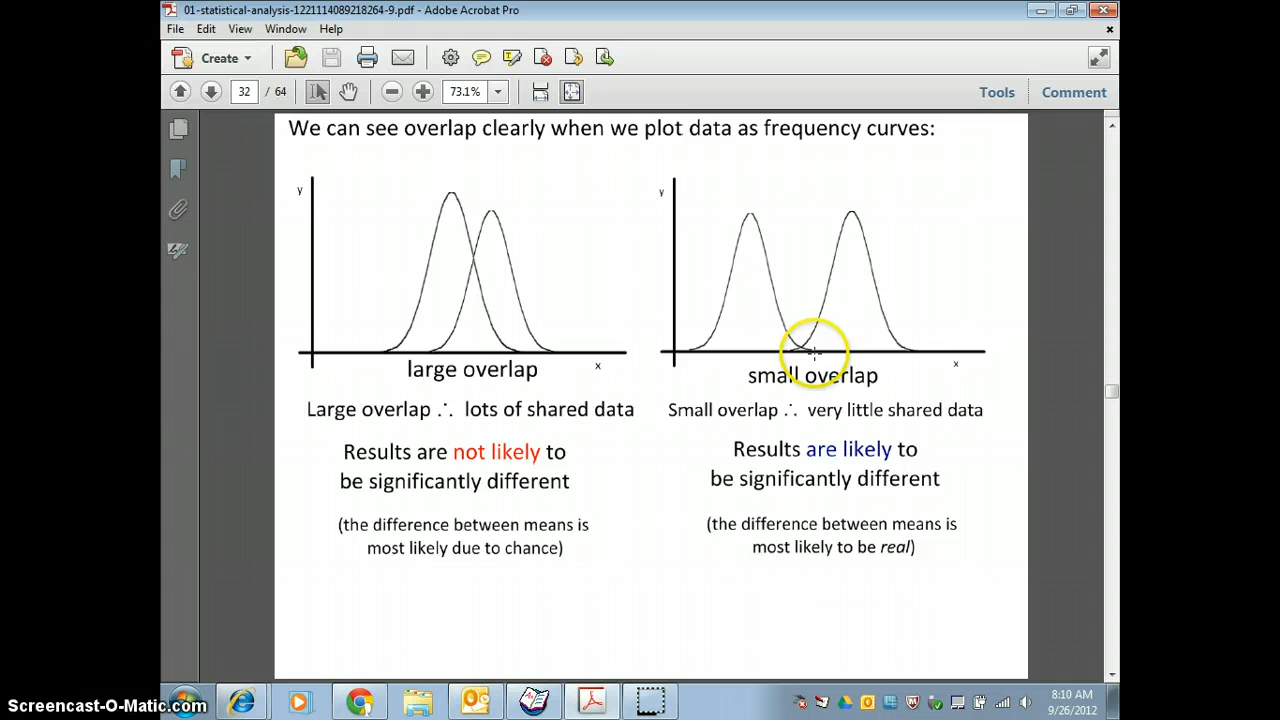 01-statistical-analysis-1221114089218264-9.pdf - Adobe Acrobat Pro
File Edit View Window Help
Create
32 / 64
73.1%
Tools
Comment
We can see overlap clearly when we plot data as frequency curves:
y
x
large overlap
Large overlap ∴ lots of shared data
Results are not likely to
be significantly different
(the difference between means is
most likely due to chance)
y
x
small overlap
Small overlap ∴ very little shared data
Results are likely to
be significantly different
(the difference between means is
most likely to be real)
Screencast-O-Matic.com
8:10 AM
9/26/2012